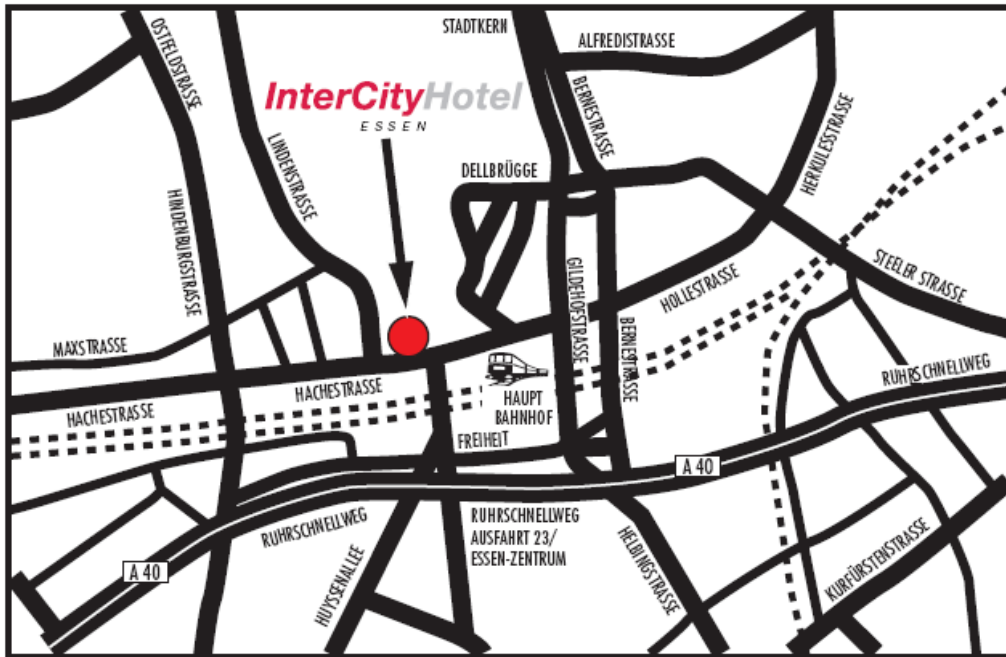 OSTFELDSTRASSE
STADTKERN
ALFREDISTRASSE
InterCityHotel
ESSEN
BERNESTRASSE
LINDENSTRASSE
DELLBRÜGGE
HERKULESSTRASSE
HINDENBURGSTRASSE
GILDEHOFSTRASSE
HOLLESTRASSE
STEELER STRASSE
MAXSTRASSE
BERNESTRASSE
HACHESTRASSE
HACHESTRASSE
HAUPT
BAHNHOF
RUHRSCHNELLWEG
FREIHEIT
A 40
RUHRSCHNELLWEG
RUHRSCHNELLWEG
AUSFAHRT 23/
ESSEN-ZENTRUM
A 40
HUYSSENALLEE
HELBINGSTRASSE
KURFÜRSTENSTRASSE